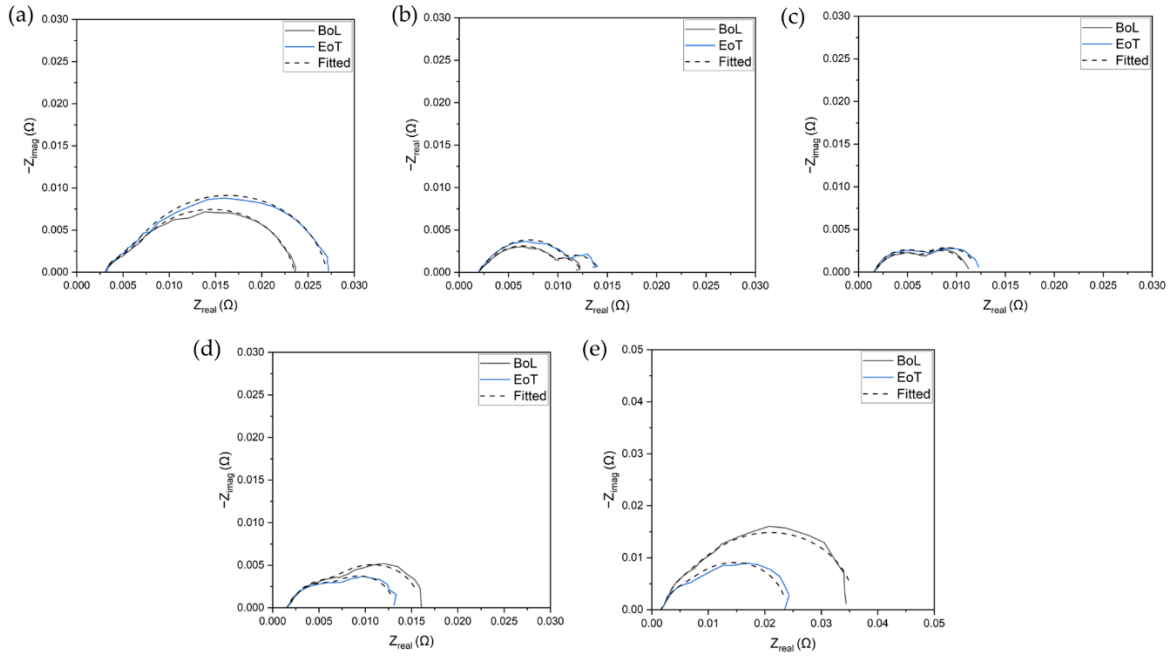 (a)
BoL
EoT
Fitted
0.030
0.025
0.020
0.015
0.010
0.005
0.000
−Zimag (Ω)
0.000 0.005 0.010 0.015 0.020 0.025 0.030
Zreal (Ω)
(b)
BoL
EoT
Fitted
0.030
0.025
0.020
0.015
0.010
0.005
0.000
−Zreal (Ω)
0.000 0.005 0.010 0.015 0.020 0.025 0.030
Zreal (Ω)
(c)
BoL
EoT
Fitted
0.030
0.025
0.020
0.015
0.010
0.005
0.000
−Zimag (Ω)
0.000 0.005 0.010 0.015 0.020 0.025 0.030
Zreal (Ω)
(d)
BoL
EoT
Fitted
0.030
0.025
0.020
0.015
0.010
0.005
0.000
−Zimag (Ω)
0.000 0.005 0.010 0.015 0.020 0.025 0.030
Zreal (Ω)
(e)
BoL
EoT
Fitted
0.05
0.04
0.03
0.02
0.01
0.00
−Zimag (Ω)
0.00 0.01 0.02 0.03 0.04 0.05
Zreal (Ω)